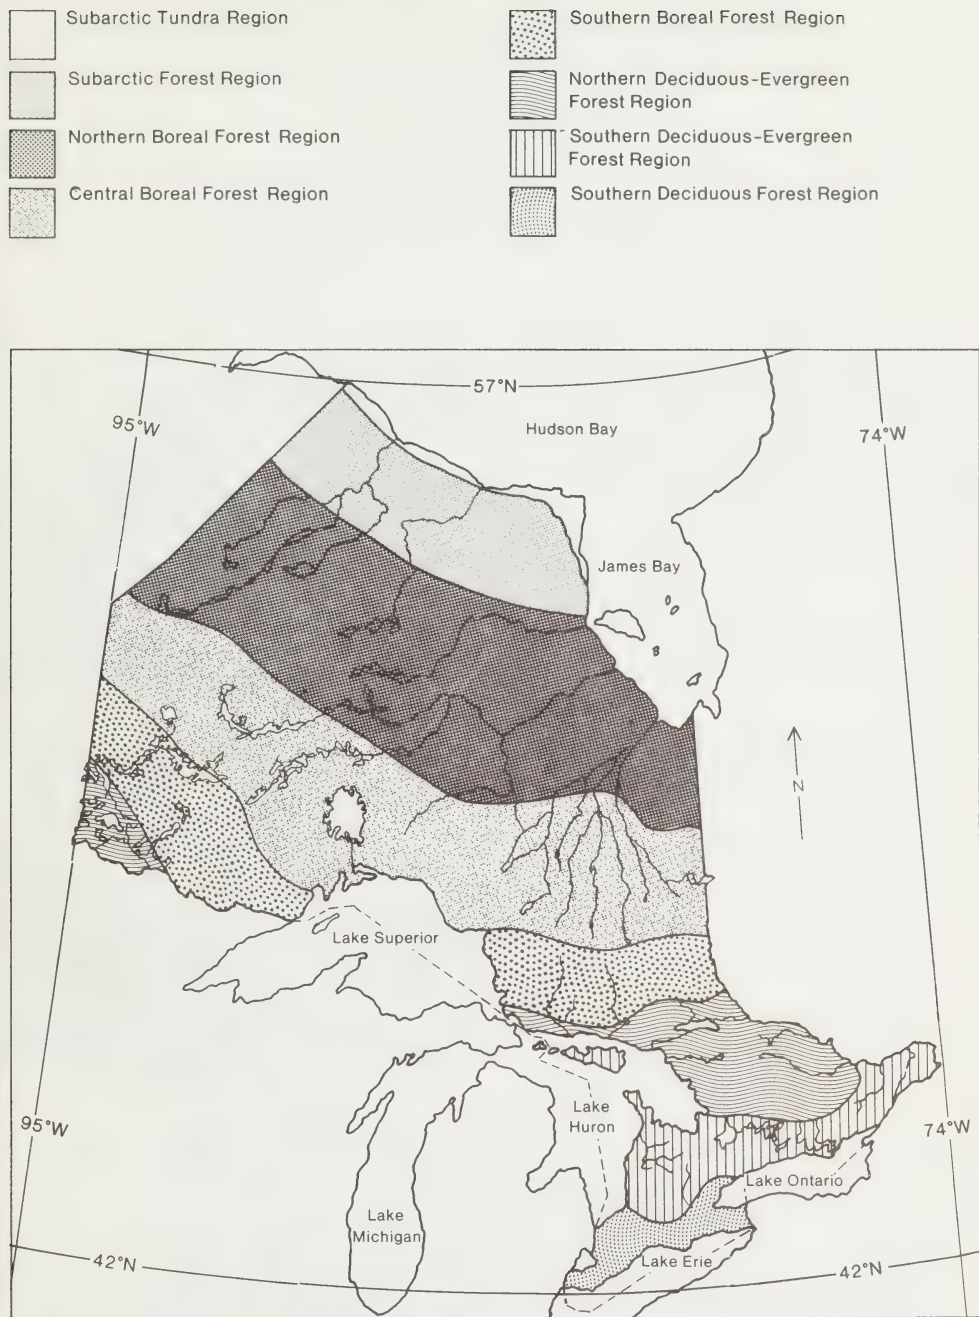 Subarctic Tundra Region
Subarctic Forest Region
Northern Boreal Forest Region
Central Boreal Forest Region
Southern Boreal Forest Region
Northern Deciduous-Evergreen
Forest Region
Southern Deciduous-Evergreen
Forest Region
Southern Deciduous Forest Region
57°N
95°W
Hudson Bay
74°W
James Bay
N
Lake Superior
Lake
Huron
95°W
74°W
Lake Ontario
Lake
Michigan
Lake Erie
42°N
42°N